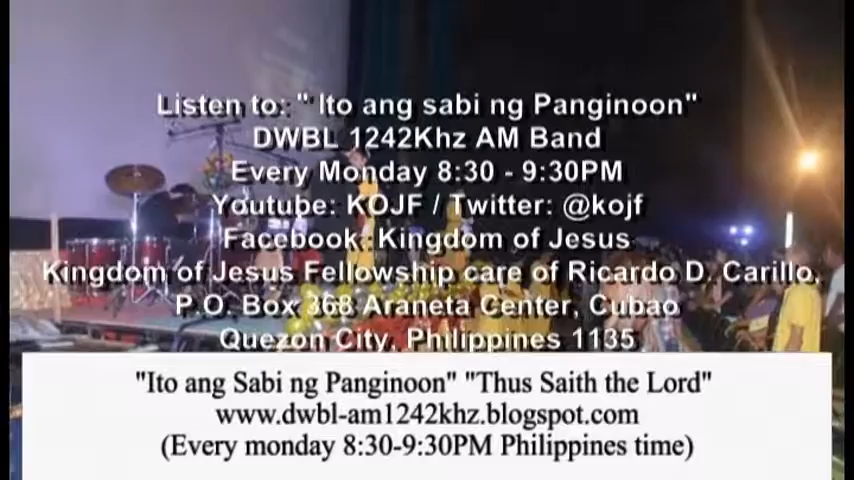 Listen to: " Ito ang sabi ng Panginoon"
DWBL 1242Khz AM Band
Every Monday 8:30 - 9:30PM
Youtube: KOJF / Twitter: @kojf
Facebook: Kingdom of Jesus
Kingdom of Jesus Fellowship care of Ricardo D. Carillo,
P.O. Box 368 Araneta Center, Cubao
Quezon City, Philippines 1135
"Ito ang Sabi ng Panginoon" "Thus Saith the Lord"
www.dwbl-am1242khz.blogspot.com
(Every monday 8:30-9:30PM Philippines time)